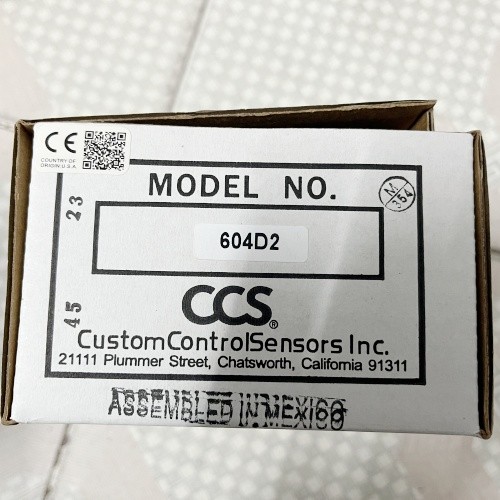 CE
COUNTRY OF
ORIGIN:U.S.A
MODEL NO.
M
354
23
604D2
45
CCS®
CustomControlSensors Inc.
21111 Plummer Street, Chatsworth, California 91311
ASSEMBLED IN MEXICO